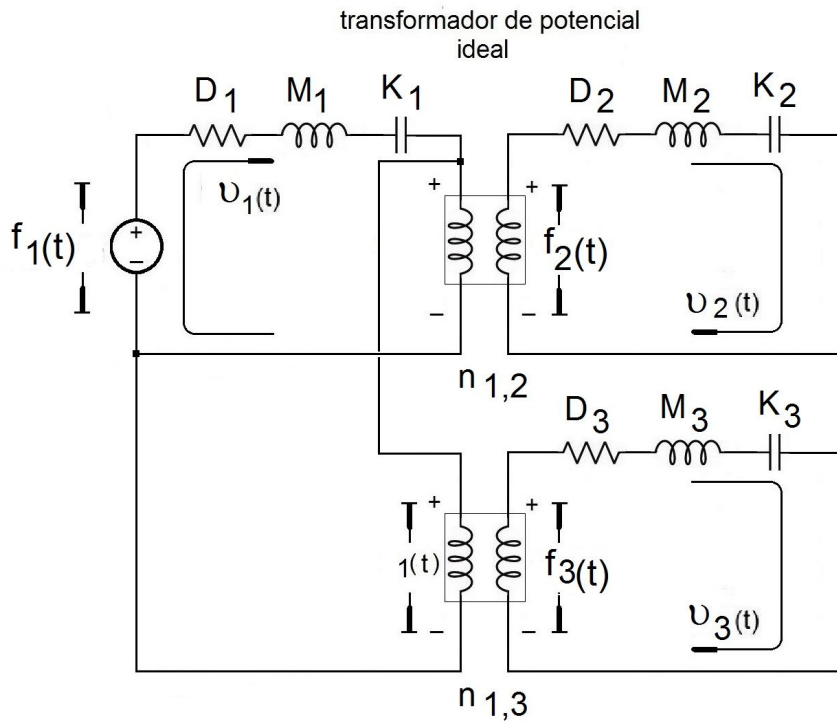 transformador de potencial
ideal
D1 M1 K1
D2 M2 K2
+ +
υ1(t)
f1(t)
+
−
f2(t)
υ2(t)
− −
n1,2
D3 M3 K3
+ +
1(t)
f3(t)
υ3(t)
− −
n1,3